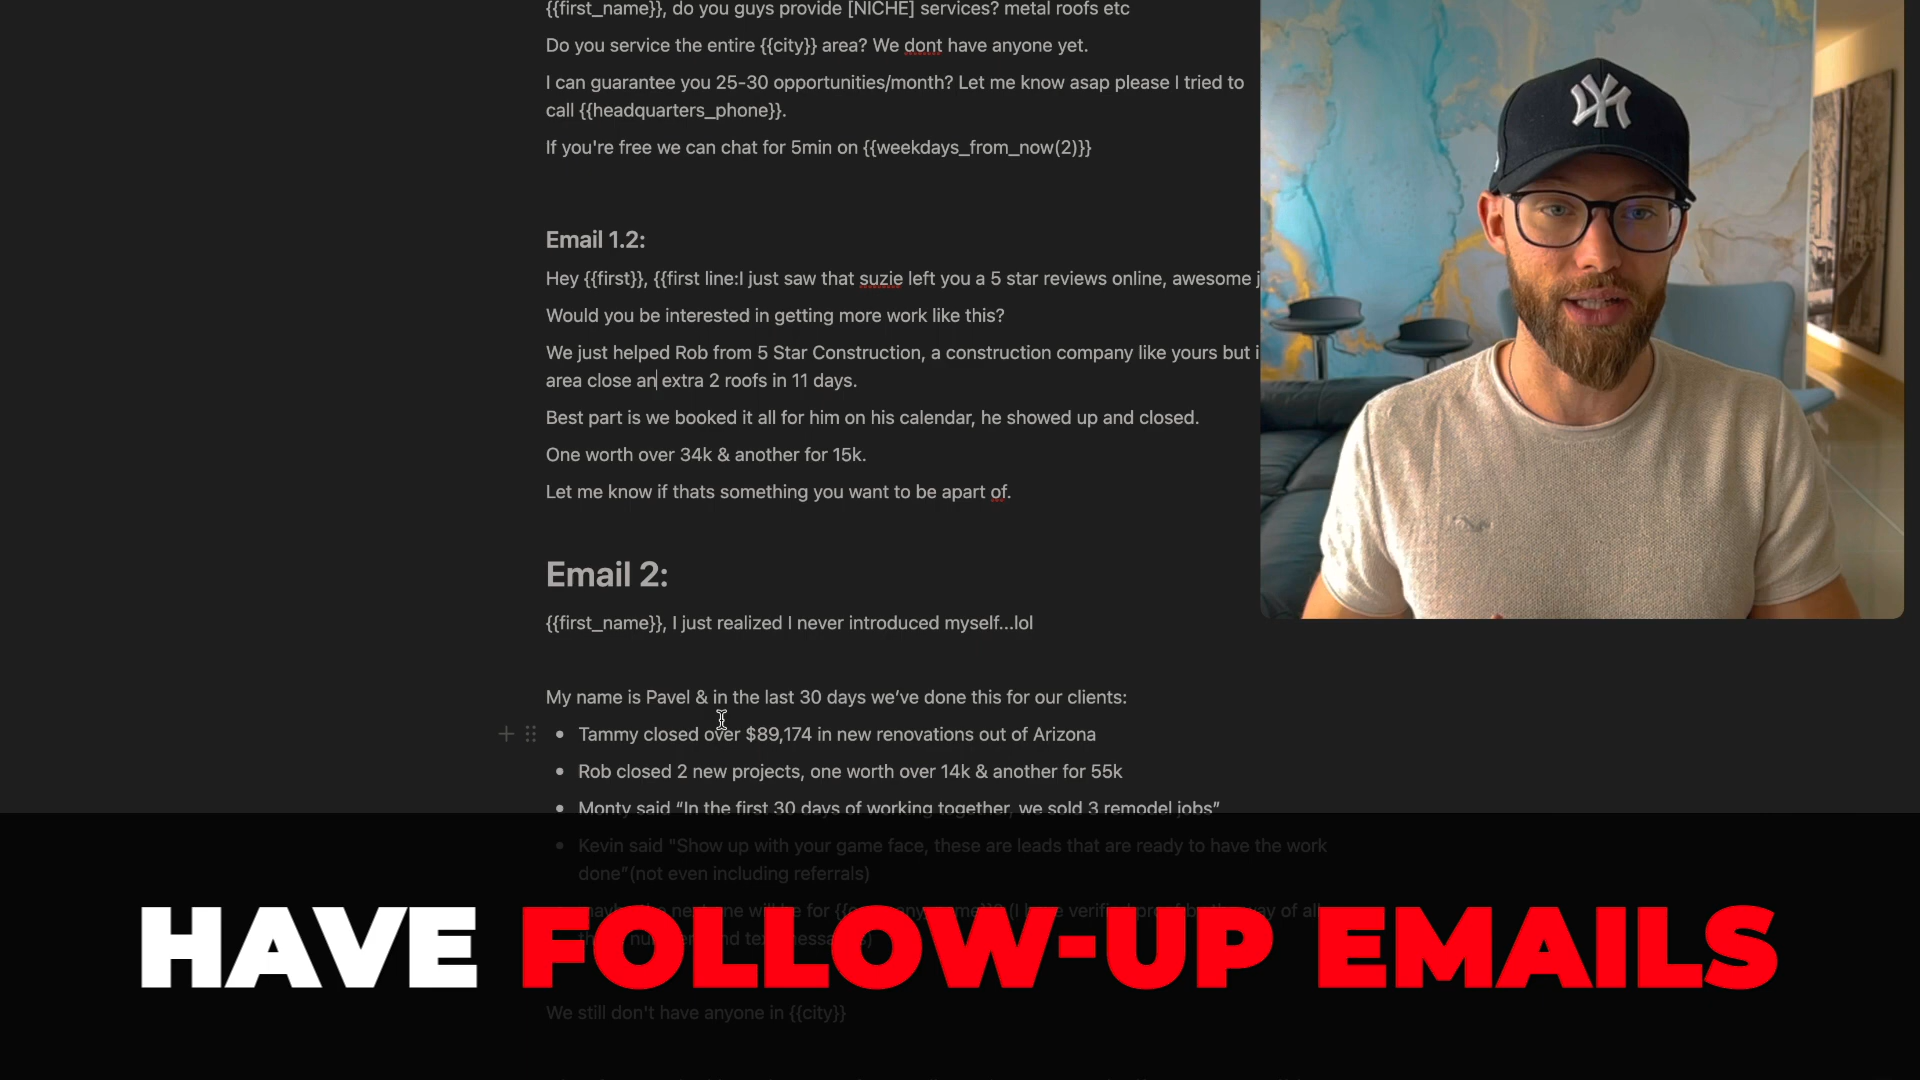 {{first_name}}, do you guys provide [NICHE] services? metal roofs etc
Do you service the entire {{city}} area? We dont have anyone yet.
I can guarantee you 25-30 opportunities/month? Let me know asap please I tried to
call {{headquarters_phone}}.
If you're free we can chat for 5min on {{weekdays_from_now(2)}}
Email 1.2:
Hey {{first}}, {{first line:I just saw that suzie left you a 5 star reviews online, awesome j
Would you be interested in getting more work like this?
We just helped Rob from 5 Star Construction, a construction company like yours but i
area close an extra 2 roofs in 11 days.
Best part is we booked it all for him on his calendar, he showed up and closed.
One worth over 34k & another for 15k.
Let me know if thats something you want to be apart of.
Email 2:
{{first_name}}, I just realized I never introduced myself...lol
My name is Pavel & in the last 30 days we’ve done this for our clients:
• Tammy closed over $89,174 in new renovations out of Arizona
• Rob closed 2 new projects, one worth over 14k & another for 55k
• Monty said “In the first 30 days of working together, we sold 3 remodel jobs”
• Kevin said "Show up with your game face, these are leads that are ready to have the work
done”(not even including referrals)
HAVE FOLLOW-UP EMAILS
We still don't have anyone in {{city}}
NY